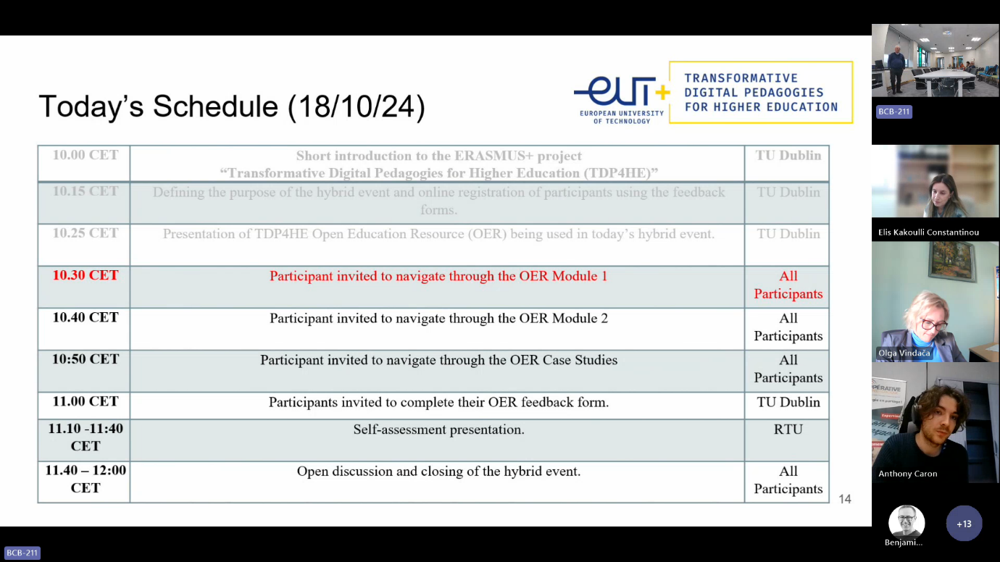 Today's Schedule (18/10/24)
EUT+
EUROPEAN UNIVERSITY
OF TECHNOLOGY
TRANSFORMATIVE
DIGITAL PEDAGOGIES
FOR HIGHER EDUCATION
10.00 CET
Short introduction to the ERASMUS+ project
“Transformative Digital Pedagogies for Higher Education (TDP4HE)”
TU Dublin
10.15 CET
Defining the purpose of the hybrid event and online registration of participants using the feedback
forms.
TU Dublin
10.25 CET
Presentation of TDP4HE Open Education Resource (OER) being used in today’s hybrid event.
TU Dublin
10.30 CET
Participant invited to navigate through the OER Module 1
All
Participants
10.40 CET
Participant invited to navigate through the OER Module 2
All
Participants
10:50 CET
Participant invited to navigate through the OER Case Studies
All
Participants
11.00 CET
Participants invited to complete their OER feedback form.
TU Dublin
11.10 -11:40
CET
Self-assessment presentation.
RTU
11.40 – 12:00
CET
Open discussion and closing of the hybrid event.
All
Participants
14
BCB-211
BCB-211
Elis Kakoulli Constantinou
Olga Vindača
Anthony Caron
Benjami...
+13